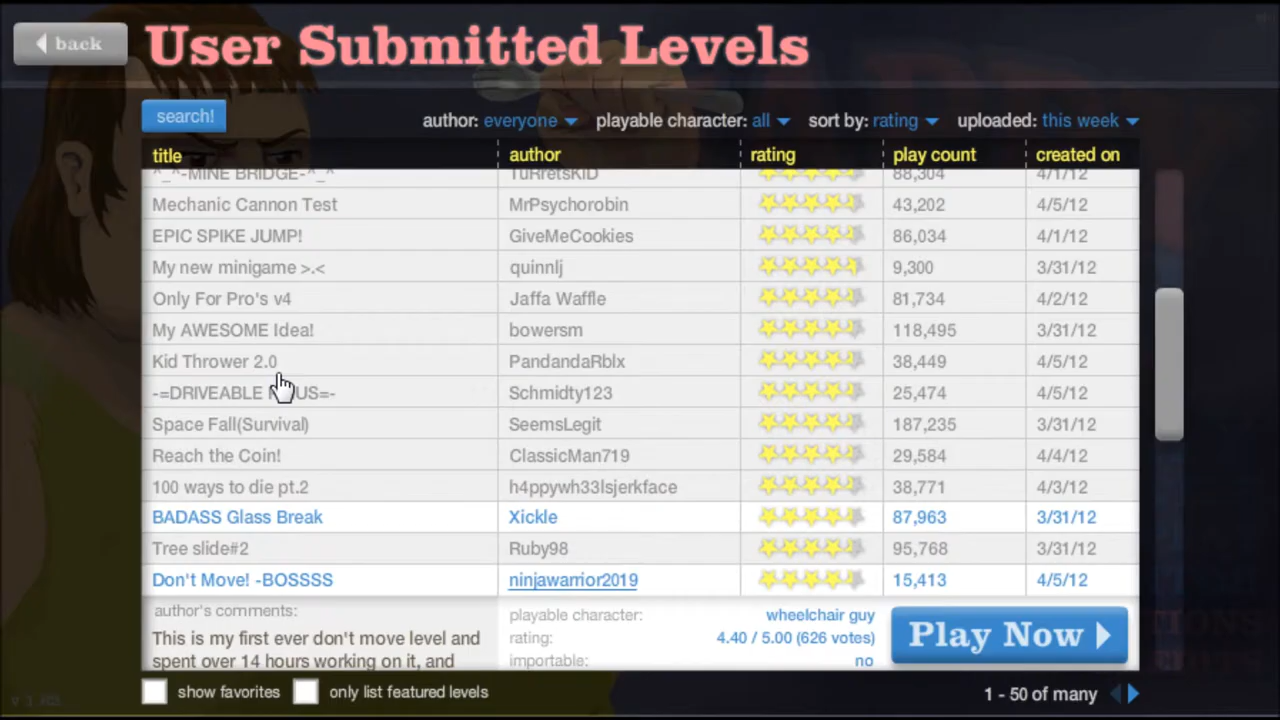 back
User Submitted Levels
search!
author: everyone playable character: all sort by: rating uploaded: this week
title author rating play count created on
^_^-MINE BRIDGE-^_^ TuRretsKiD 88,304 4/1/12
Mechanic Cannon Test MrPsychorobin 43,202 4/5/12
EPIC SPIKE JUMP! GiveMeCookies 86,034 4/1/12
My new minigame >.< quinnlj 9,300 3/31/12
Only For Pro's v4 Jaffa Waffle 81,734 4/2/12
My AWESOME Idea! bowersm 118,495 3/31/12
Kid Thrower 2.0 PandandaRblx 38,449 4/5/12
-=DRIVEABLE Schmidty123 25,474 4/5/12
Space Fall(Survival) SeemsLegit 187,235 3/31/12
Reach the Coin! ClassicMan719 29,584 4/4/12
100 ways to die pt.2 h4ppywh33lsjerkface 38,771 4/3/12
BADASS Glass Break Xickle 87,963 3/31/12
Tree slide#2 Ruby98 95,768 3/31/12
Don't Move! -BOSSSS ninjawarrior2019 15,413 4/5/12
author's comments: playable character: wheelchair guy
This is my first ever don't move level and rating: 4.40 / 5.00 (626 votes) Play Now
spent over 14 hours working on it, and importable: no
show favorites only list featured levels 1 - 50 of many